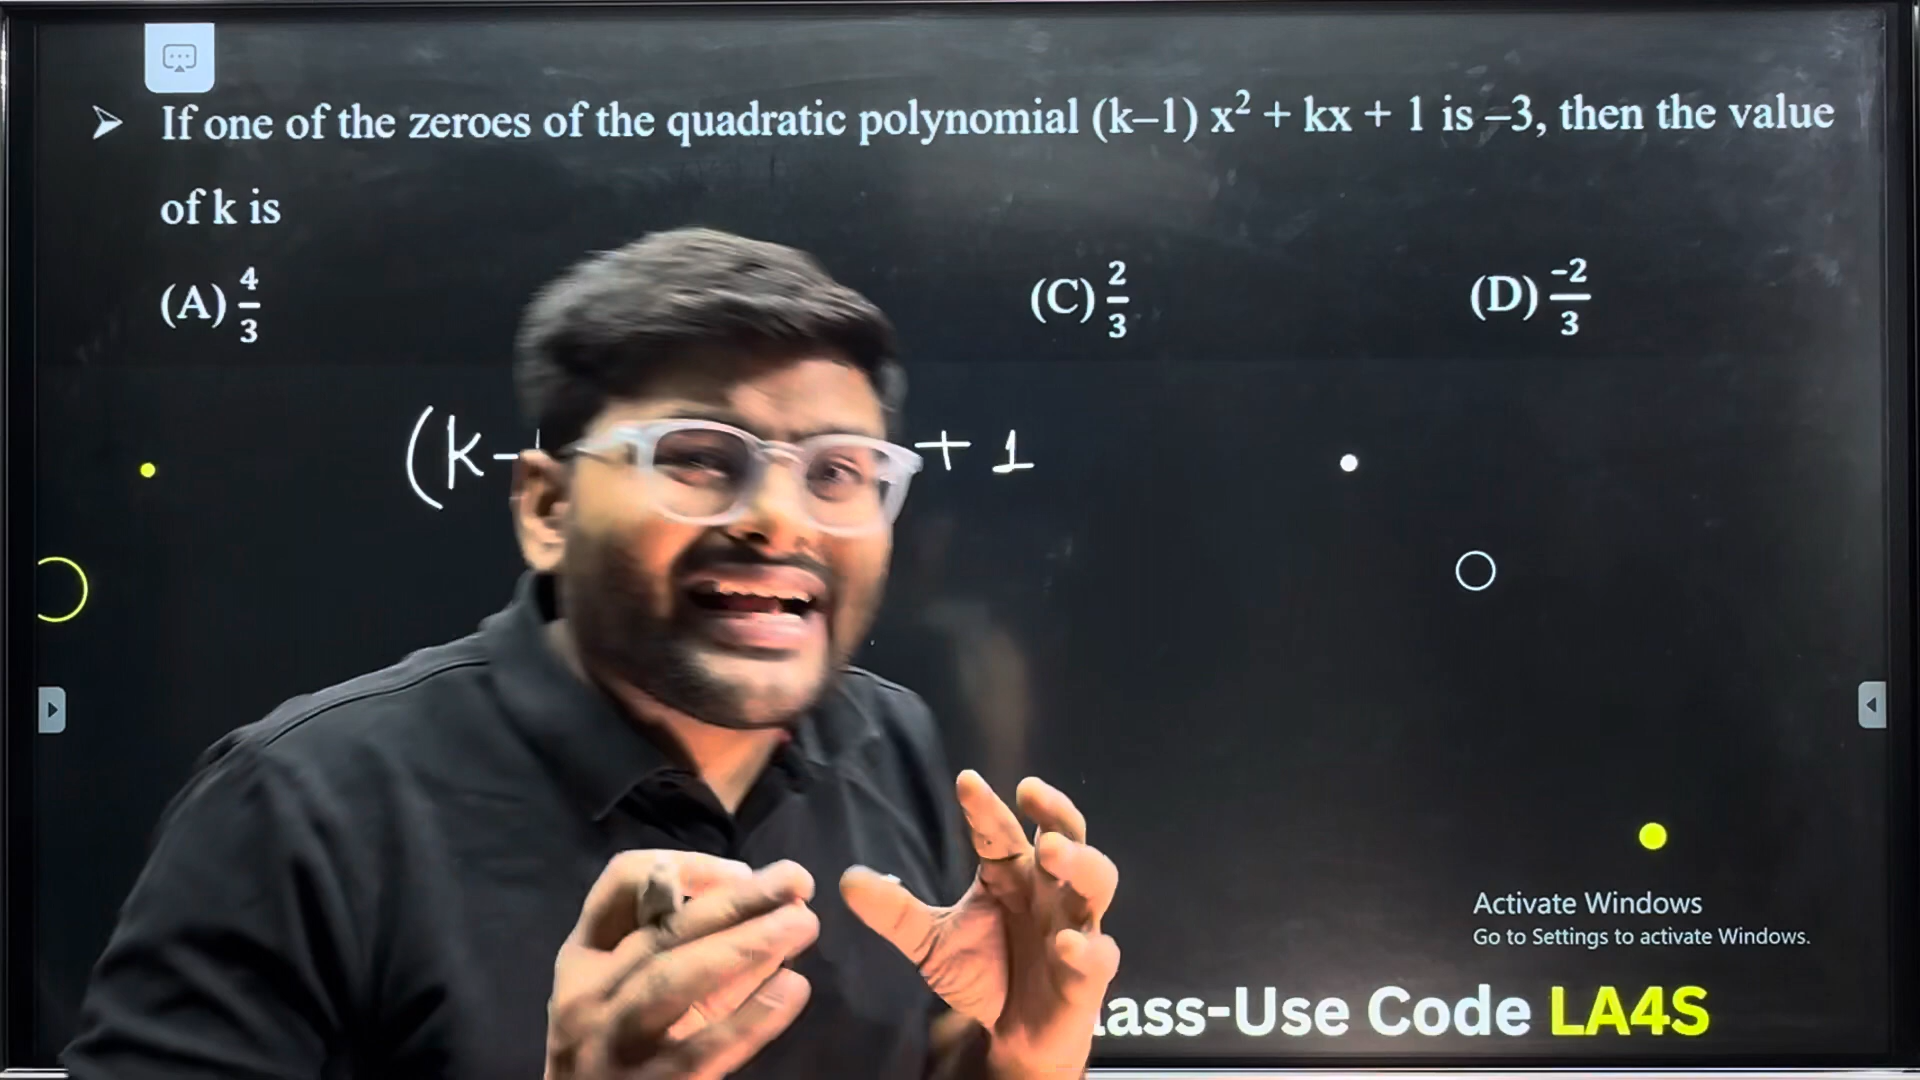 ➤ If one of the zeroes of the quadratic polynomial (k–1) x² + kx + 1 is –3, then the value
of k is
(A) 4/3 (C) 2/3 (D) -2/3
(k- + 1
Activate Windows
Go to Settings to activate Windows.
-Use Code LA4S